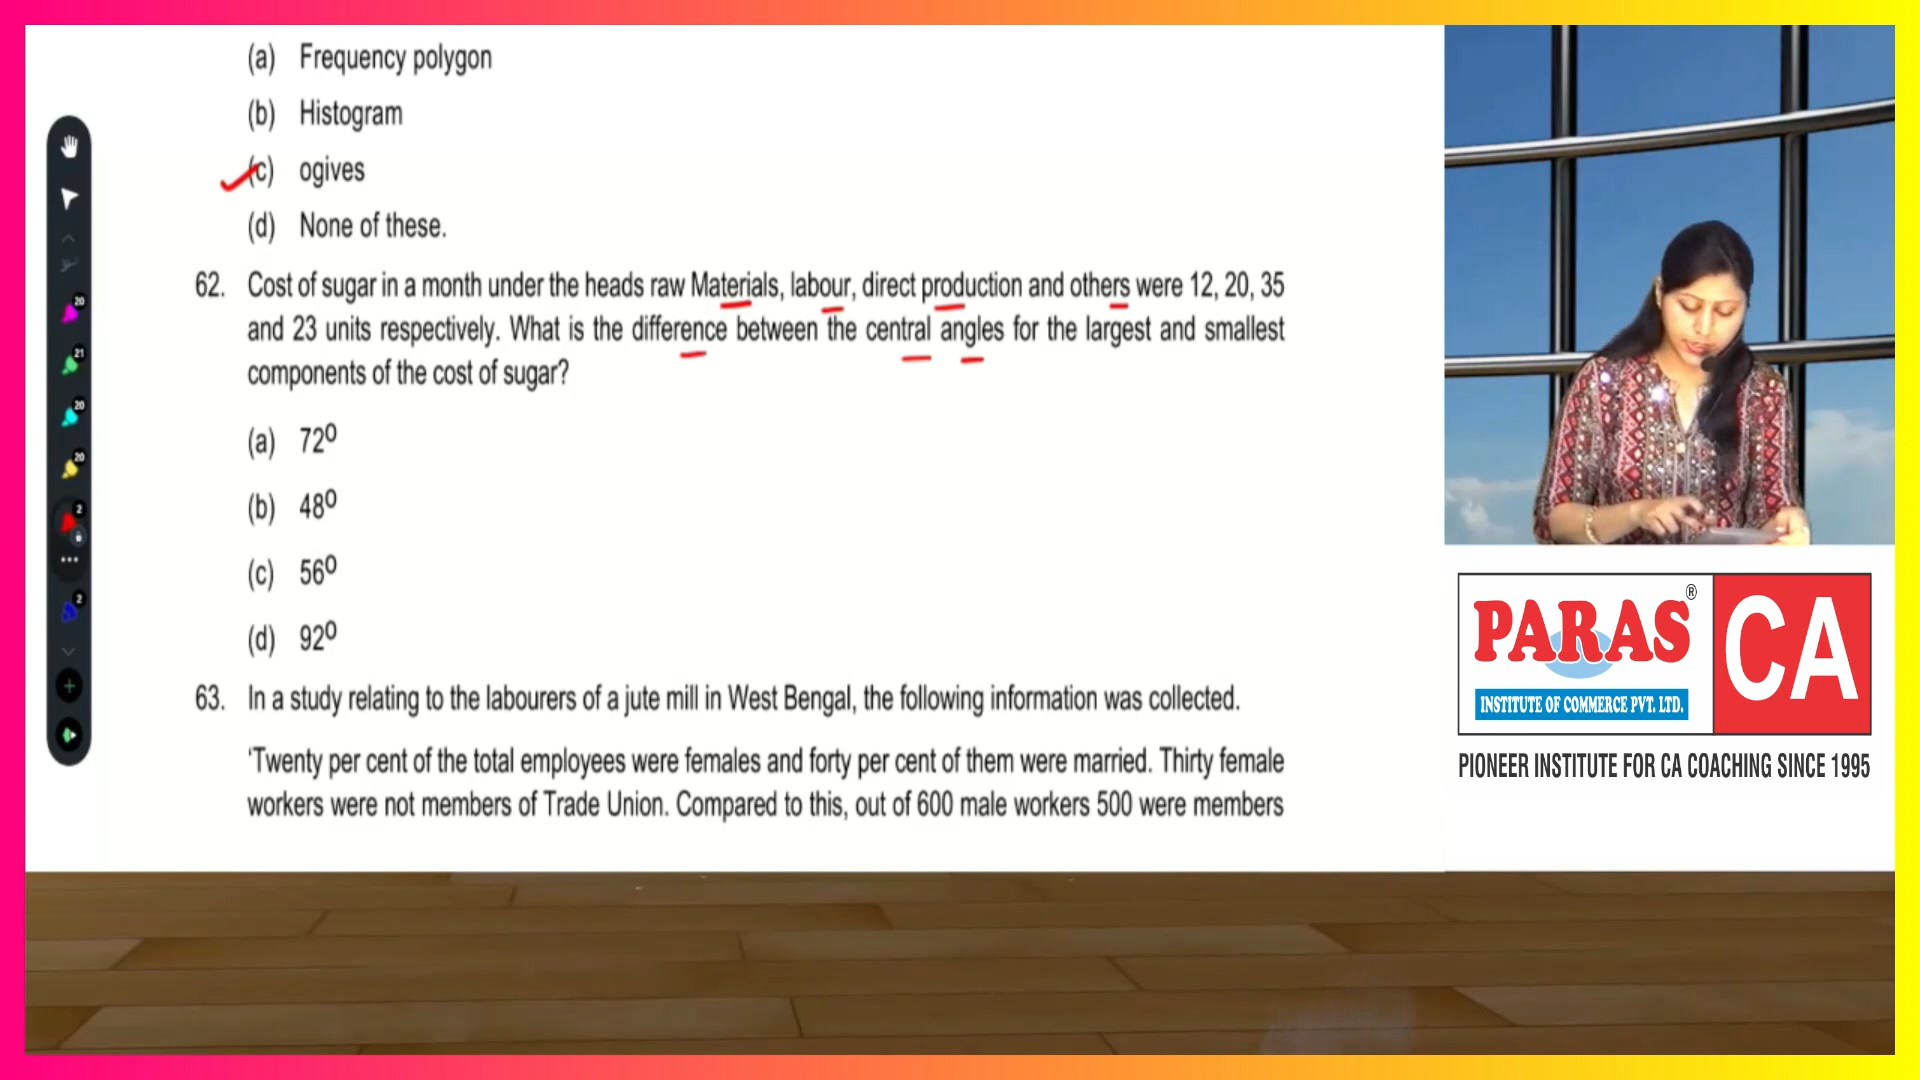 (a) Frequency polygon
(b) Histogram
(c) ogives
(d) None of these.
62. Cost of sugar in a month under the heads raw Materials, labour, direct production and others were 12, 20, 35
and 23 units respectively. What is the difference between the central angles for the largest and smallest
components of the cost of sugar?
(a) 72⁰
(b) 48⁰
(c) 56⁰
(d) 92⁰
63. In a study relating to the labourers of a jute mill in West Bengal, the following information was collected.
‘Twenty per cent of the total employees were females and forty per cent of them were married. Thirty female
workers were not members of Trade Union. Compared to this, out of 600 male workers 500 were members
20
21
20
20
2
2
PARAS® CA
INSTITUTE OF COMMERCE PVT. LTD.
PIONEER INSTITUTE FOR CA COACHING SINCE 1995